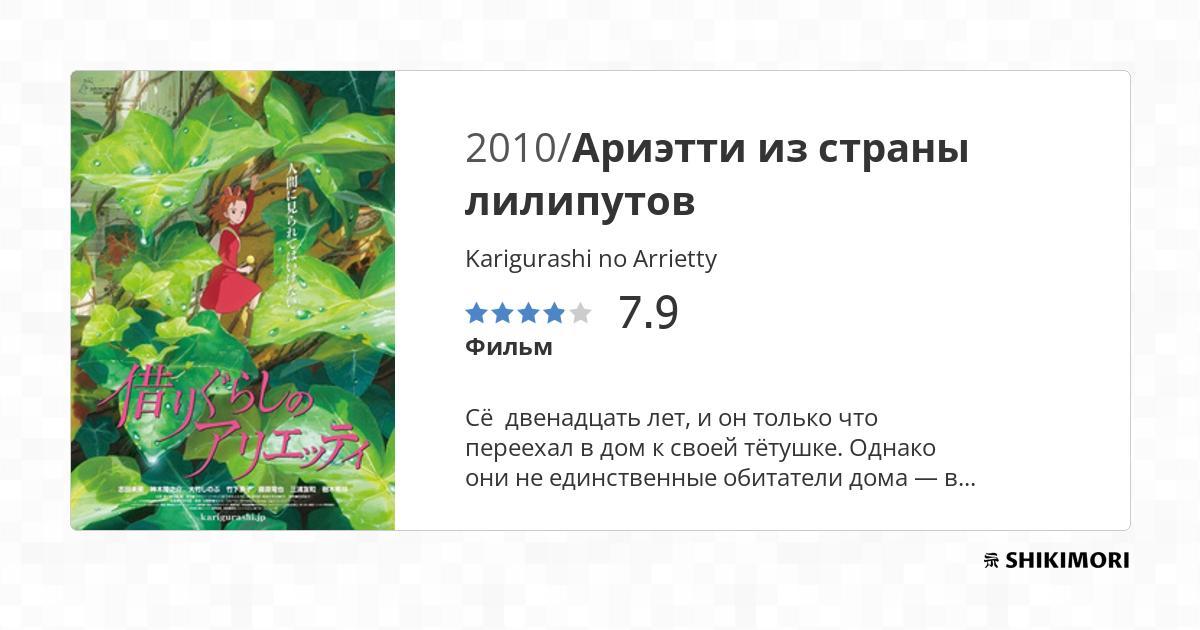 人間に見られてはいけない。
借りぐらしの
アリエッティ
karigurashi.jp
2010/Ариэтти из страны
лилипутов
Karigurashi no Arrietty
7.9
Фильм
Сё  двенадцать лет, и он только что
переехал в дом к своей тётушке. Однако
они не единственные обитатели дома — в...
SHIKIMORI